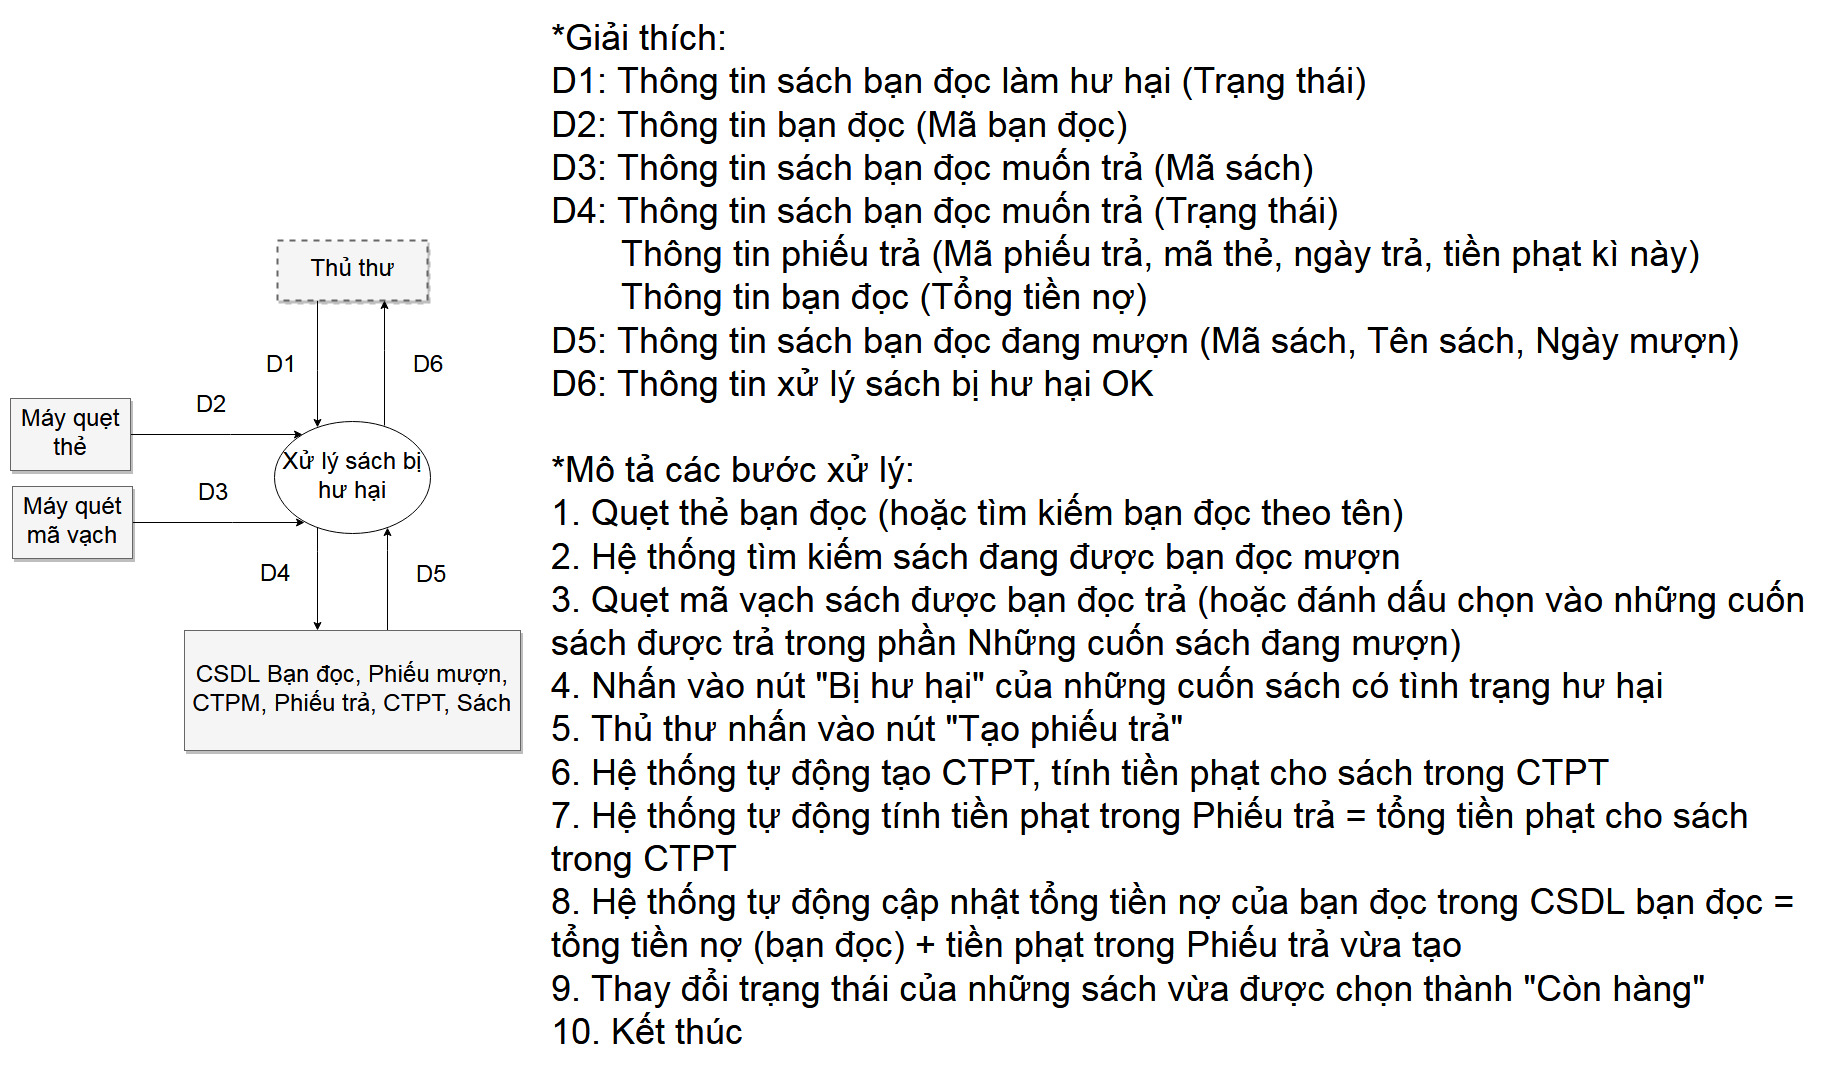 *Giải thích:
D1: Thông tin sách bạn đọc làm hư hại (Trạng thái)
D2: Thông tin bạn đọc (Mã bạn đọc)
D3: Thông tin sách bạn đọc muốn trả (Mã sách)
D4: Thông tin sách bạn đọc muốn trả (Trạng thái)
Thông tin phiếu trả (Mã phiếu trả, mã thẻ, ngày trả, tiền phạt kì này)
Thông tin bạn đọc (Tổng tiền nợ)
D5: Thông tin sách bạn đọc đang mượn (Mã sách, Tên sách, Ngày mượn)
D6: Thông tin xử lý sách bị hư hại OK
*Mô tả các bước xử lý:
1. Quẹt thẻ bạn đọc (hoặc tìm kiếm bạn đọc theo tên)
2. Hệ thống tìm kiếm sách đang được bạn đọc mượn
3. Quẹt mã vạch sách được bạn đọc trả (hoặc đánh dấu chọn vào những cuốn
sách được trả trong phần Những cuốn sách đang mượn)
4. Nhấn vào nút "Bị hư hại" của những cuốn sách có tình trạng hư hại
5. Thủ thư nhấn vào nút "Tạo phiếu trả"
6. Hệ thống tự động tạo CTPT, tính tiền phạt cho sách trong CTPT
7. Hệ thống tự động tính tiền phạt trong Phiếu trả = tổng tiền phạt cho sách
trong CTPT
8. Hệ thống tự động cập nhật tổng tiền nợ của bạn đọc trong CSDL bạn đọc =
tổng tiền nợ (bạn đọc) + tiền phạt trong Phiếu trả vừa tạo
9. Thay đổi trạng thái của những sách vừa được chọn thành "Còn hàng"
10. Kết thúc
Thủ thư
D1
D6
D2
Máy quẹt
thẻ
Xử lý sách bị
hư hại
D3
Máy quét
mã vạch
D4
D5
CSDL Bạn đọc, Phiếu mượn,
CTPM, Phiếu trả, CTPT, Sách